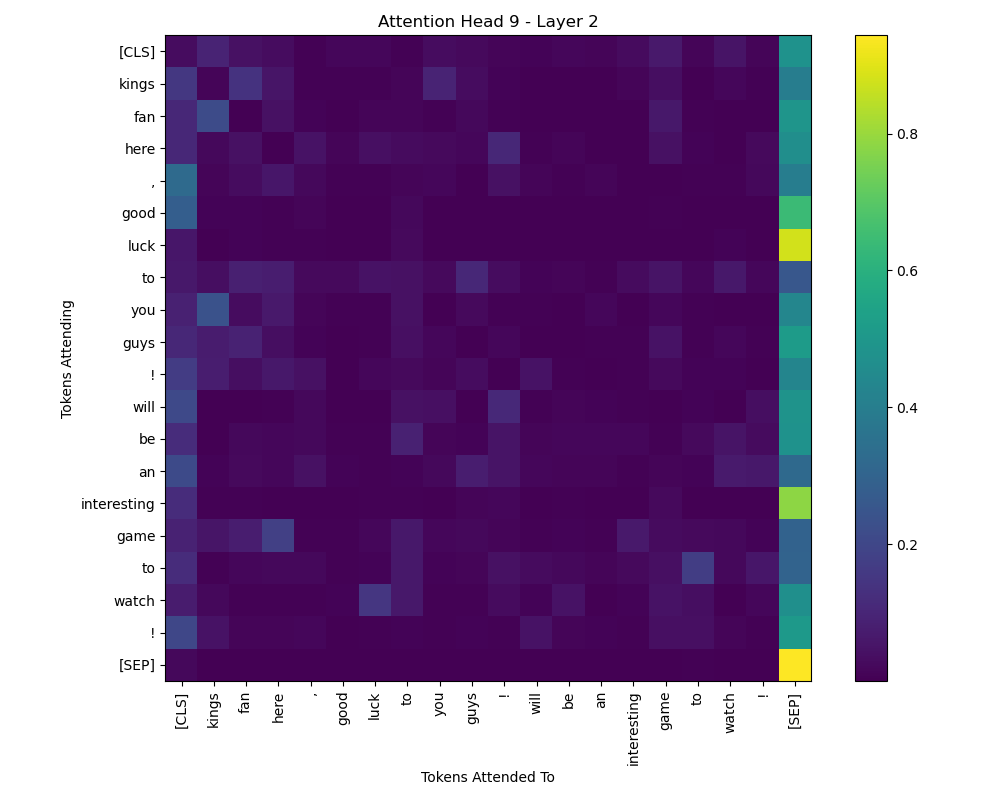 Attention Head 9 - Layer 2
Tokens Attending
[CLS]
kings
fan
here
,
good
luck
to
you
guys
!
will
be
an
interesting
game
to
watch
!
[SEP]
[CLS] kings fan here , good luck to you guys ! will be an interesting game to watch ! [SEP]
Tokens Attended To
0.8
0.6
0.4
0.2